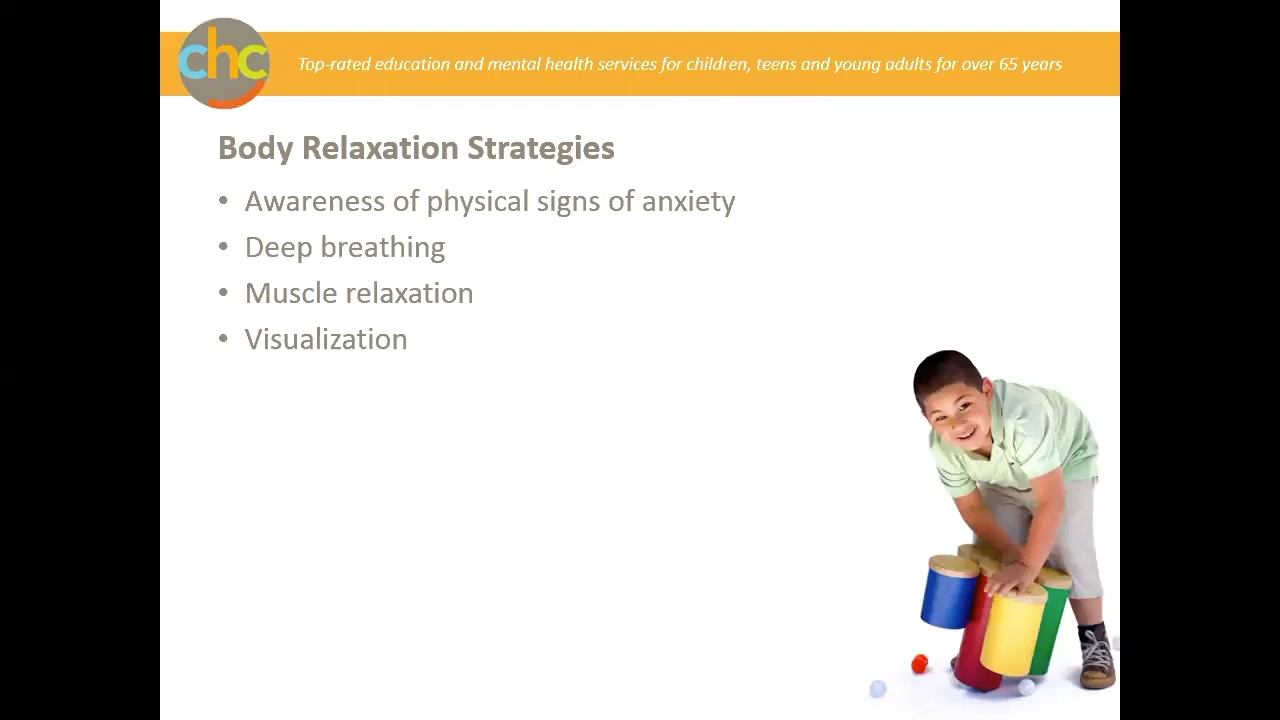 chc
Top-rated education and mental health services for children, teens and young adults for over 65 years
Body Relaxation Strategies
• Awareness of physical signs of anxiety
• Deep breathing
• Muscle relaxation
• Visualization